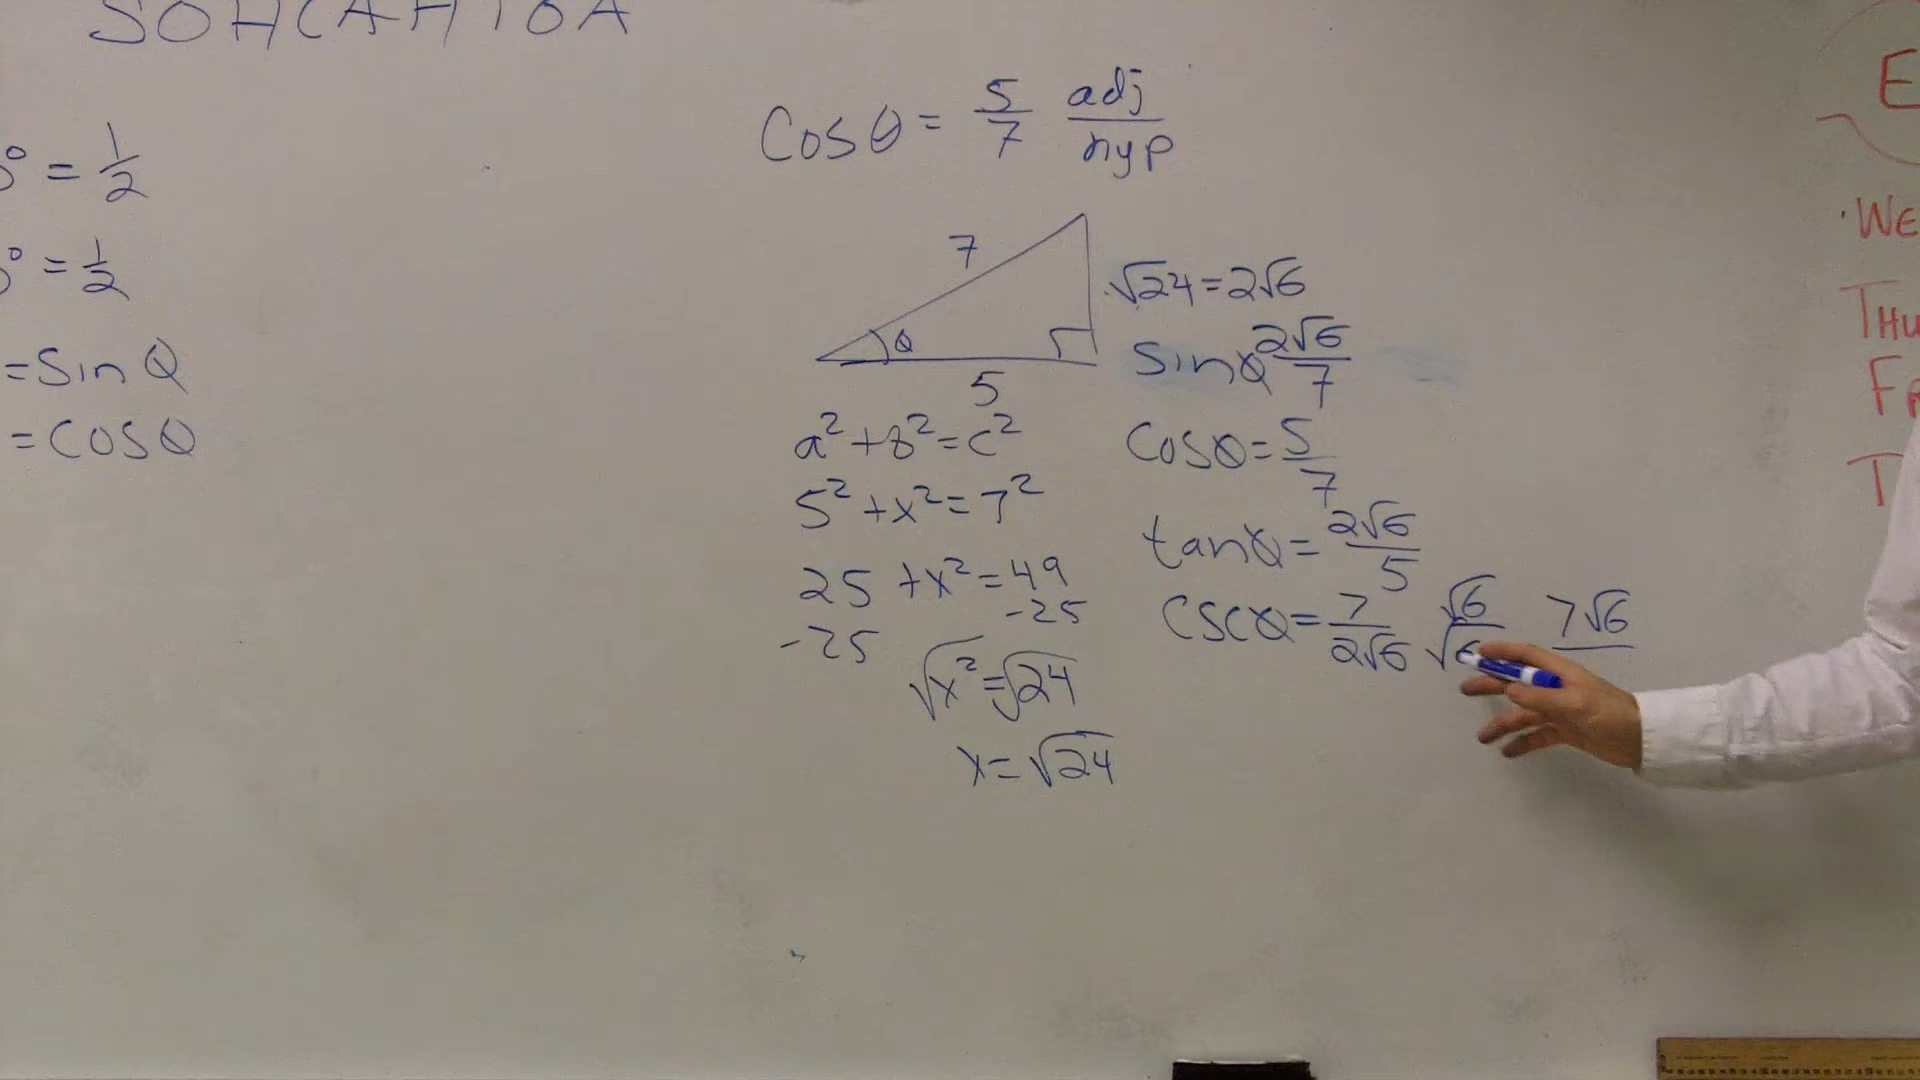 SOHCAHTOA
° = 1/2
° = 1/2
= Sin θ
= COS θ
Cos θ = 5/7 adj/hyp
7
θ
5
√24 = 2√6
a² + b² = c²
5² + x² = 7²
25 + x² = 49
-25 -25
√x² = √24
x = √24
Sin θ 2√6/7
Cos θ = 5/7
tan θ = 2√6/5
CSC θ = 7/2√6 √6/√6 7√6
E
WE
THU
FR
T